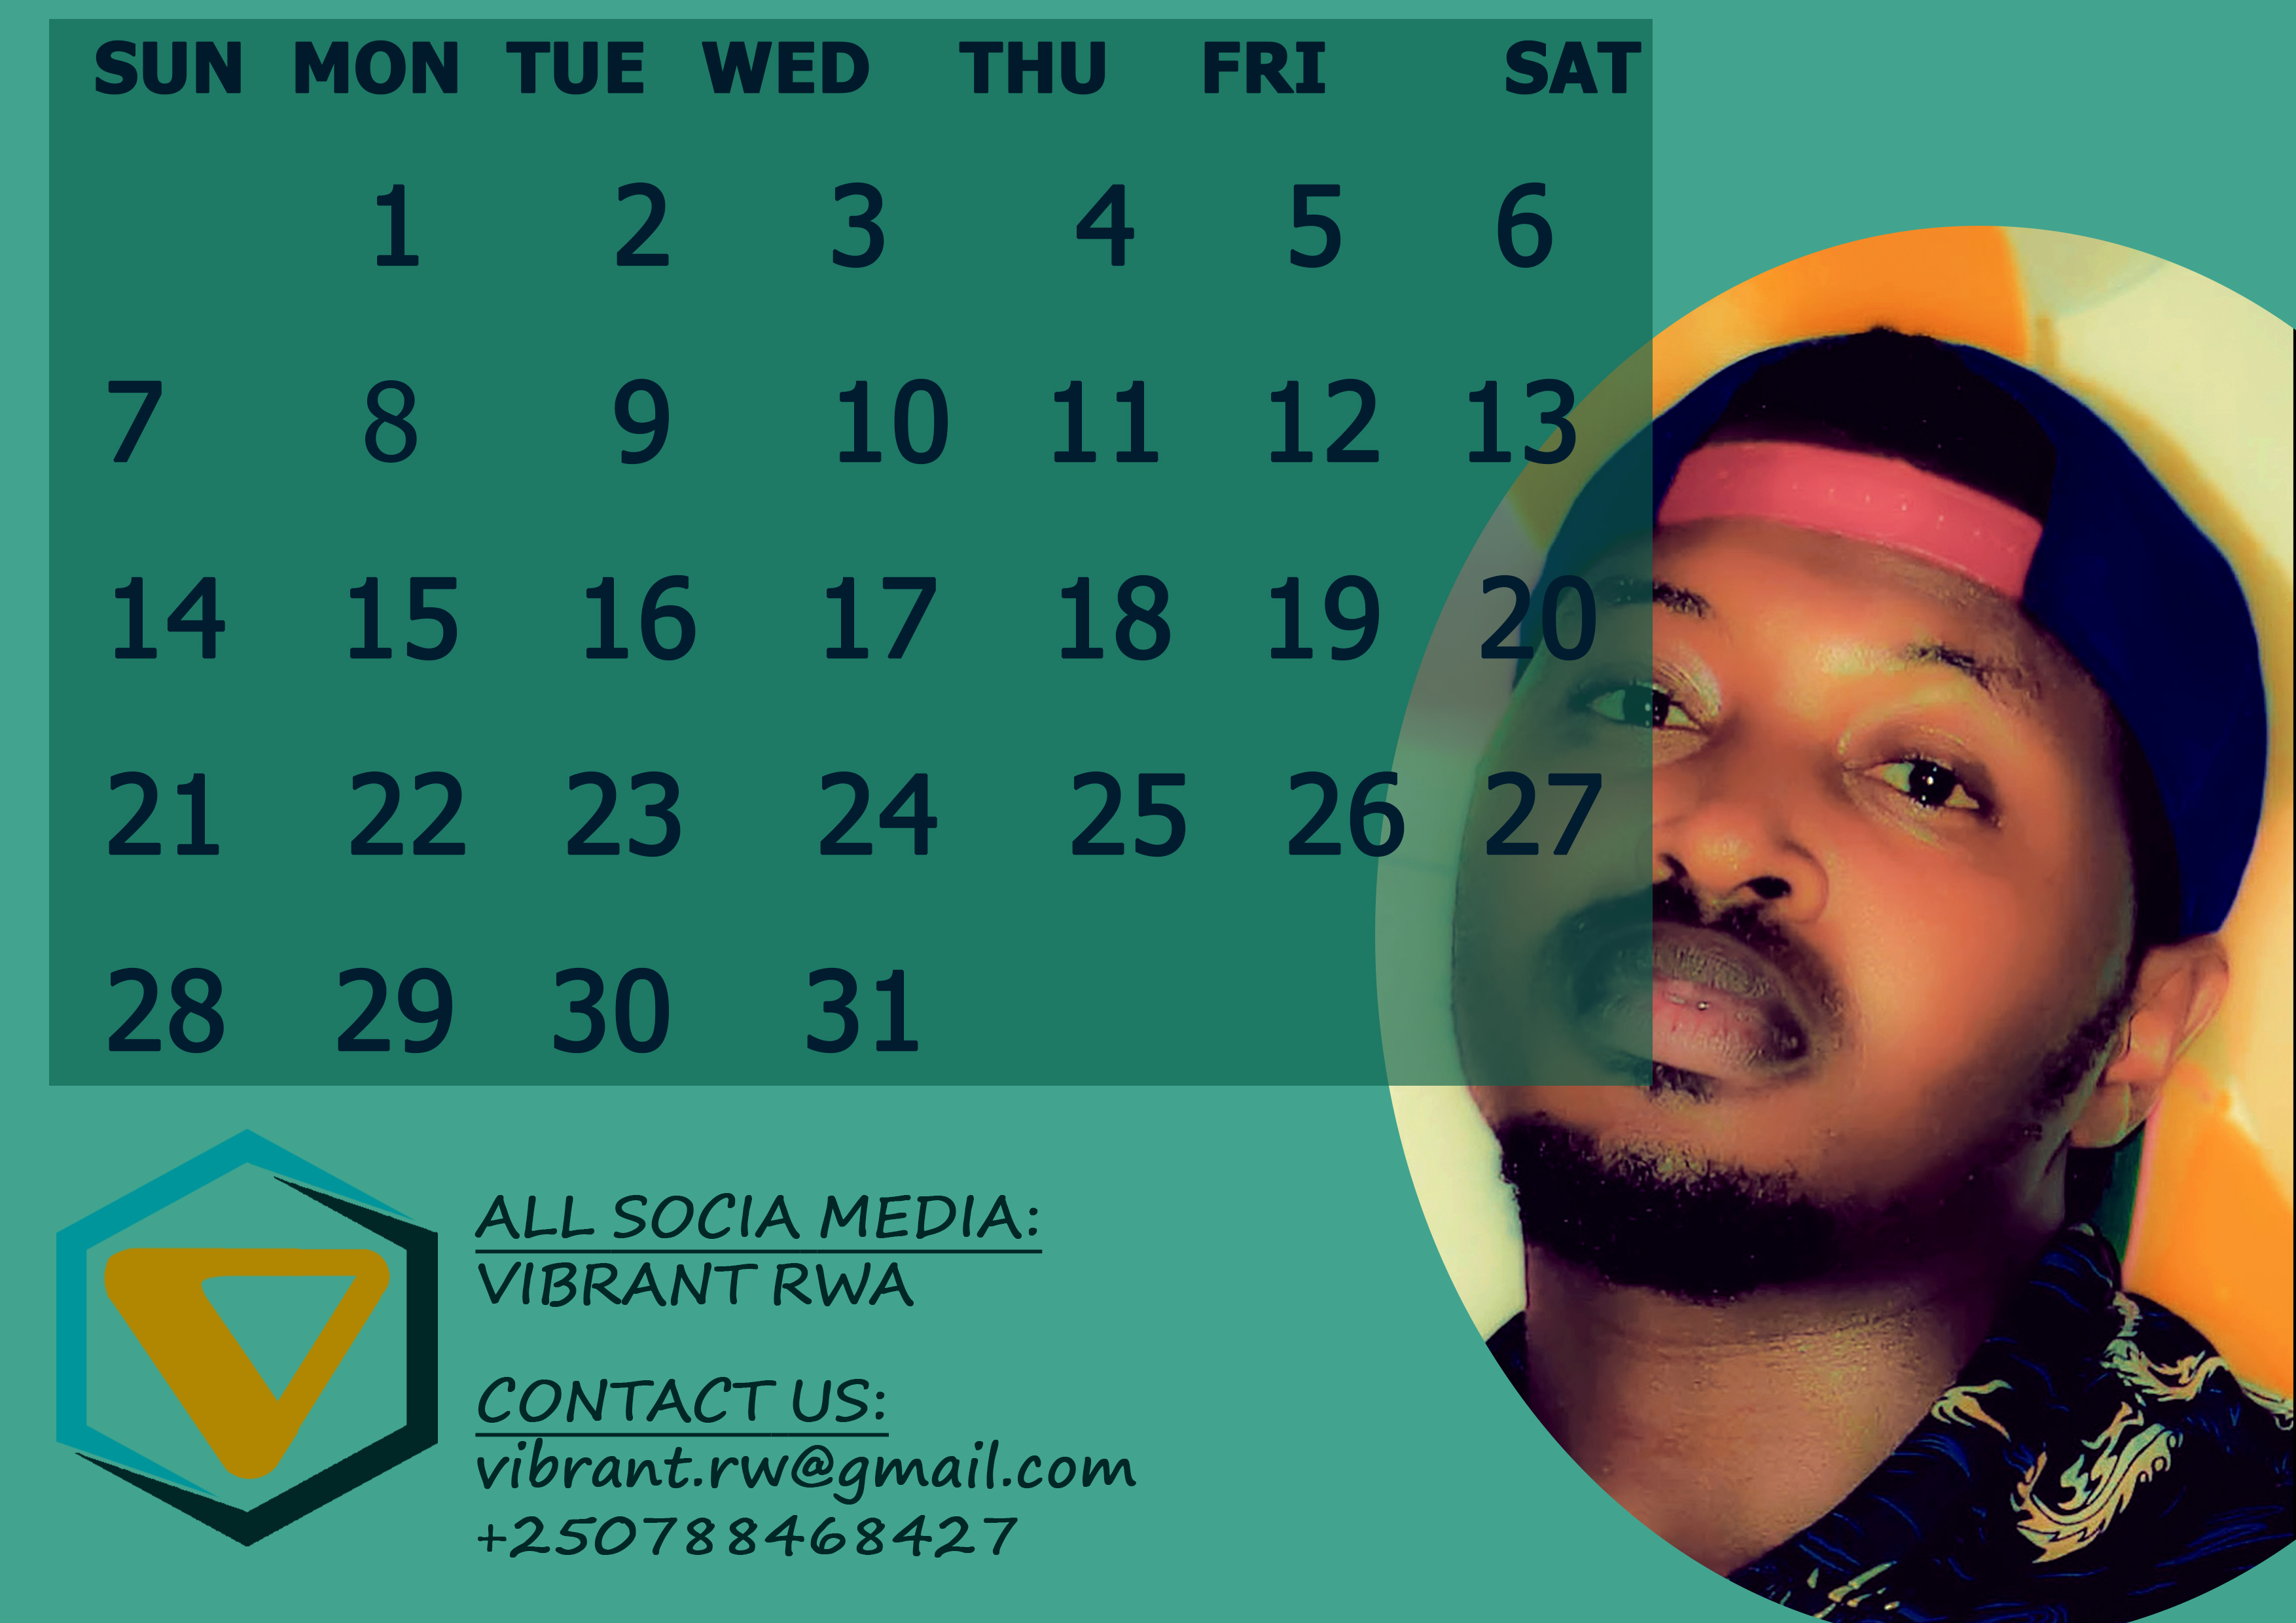 SUN MON TUE WED THU FRI SAT
1 2 3 4 5 6
7 8 9 10 11 12 13
14 15 16 17 18 19 20
21 22 23 24 25 26 27
28 29 30 31
ALL SOCIA MEDIA:
VIBRANT RWA
CONTACT US:
vibrant.rw@gmail.com
+250788468427